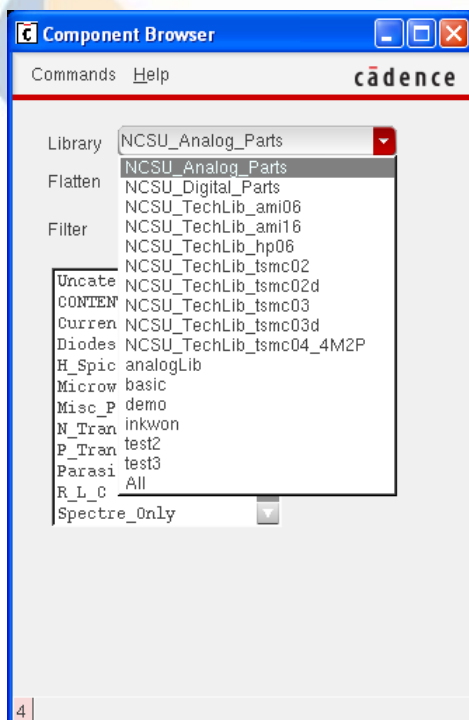 Component Browser
Commands Help cādence
Library NCSU_Analog_Parts
NCSU_Analog_Parts
Flatten NCSU_Digital_Parts
NCSU_TechLib_ami06
NCSU_TechLib_ami16
Filter
NCSU_TechLib_hp06
NCSU_TechLib_tsmc02
Uncate NCSU_TechLib_tsmc02d
CONTEN NCSU_TechLib_tsmc03
Curren NCSU_TechLib_tsmc03d
Diodes NCSU_TechLib_tsmc04_4M2P
H_Spic analogLib
Microw basic
Misc_P demo
N_Tran inkwon
P_Tran test2
Parasi test3
R_L_C All
Spectre_Only
4